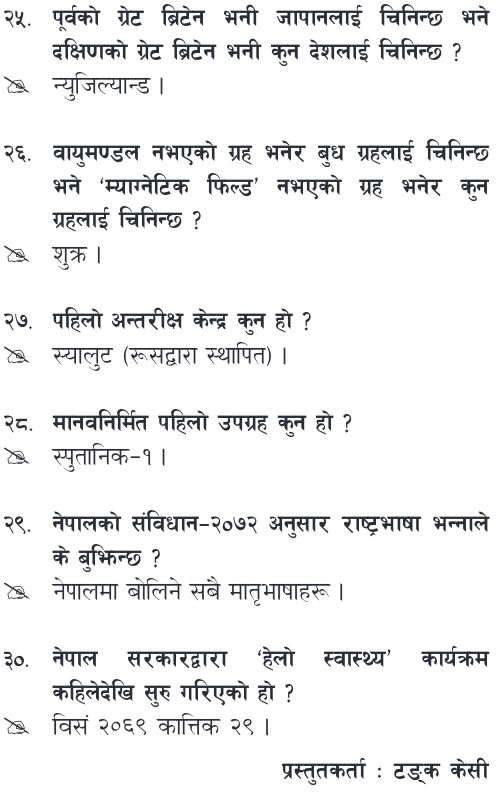 २५. पूर्वको ग्रेट ब्रिटेन भनी जापानलाई चिनिन्छ भने
दक्षिणको ग्रेट ब्रिटेन भनी कुन देशलाई चिनिन्छ ?
न्युजिल्यान्ड ।
२६. वायुमण्डल नभएको ग्रह भनेर बुध ग्रहलाई चिनिन्छ
भने ‘म्याग्नेटिक फिल्ड’ नभएको ग्रह भनेर कुन
ग्रहलाई चिनिन्छ ?
शुक्र ।
२७. पहिलो अन्तरीक्ष केन्द्र कुन हो ?
स्यालुट (रूसद्वारा स्थापित) ।
२८. मानवनिर्मित पहिलो उपग्रह कुन हो ?
स्पुतानिक-१ ।
२९. नेपालको संविधान-२०७२ अनुसार राष्ट्रभाषा भन्नाले
के बुझिन्छ ?
नेपालमा बोलिने सबै मातृभाषाहरू ।
३०. नेपाल सरकारद्वारा ‘हेलो स्वास्थ्य’ कार्यक्रम
कहिलेदेखि सुरु गरिएको हो ?
विसं २०६९ कात्तिक २९ ।
प्रस्तुतकर्ता : टङ्क केसी